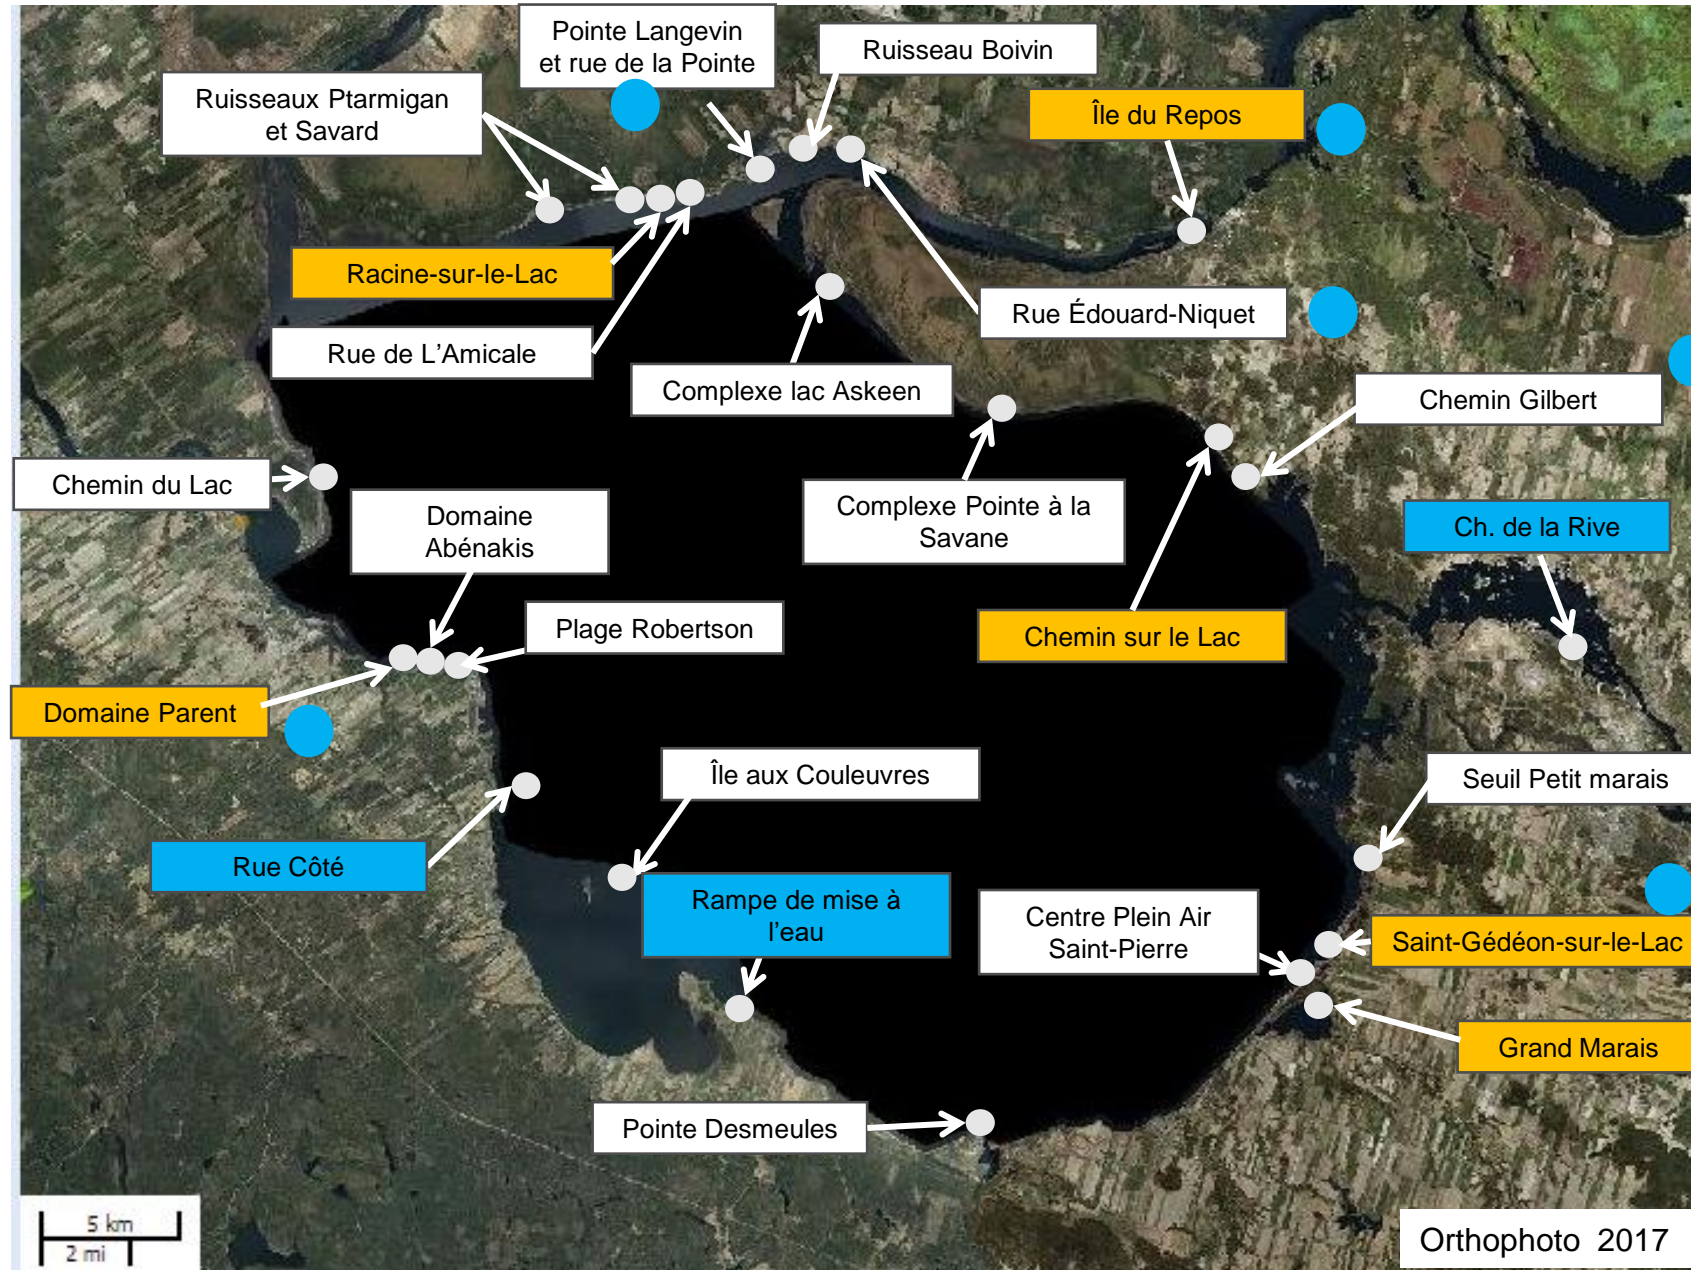 Pointe Langevin
et rue de la Pointe
Ruisseau Boivin
Ruisseaux Ptarmigan
et Savard
Île du Repos
Racine-sur-le-Lac
Rue Édouard-Niquet
Rue de L'Amicale
Complexe lac Askeen
Chemin Gilbert
Chemin du Lac
Domaine
Abénakis
Complexe Pointe à la
Savane
Ch. de la Rive
Plage Robertson
Chemin sur le Lac
Domaine Parent
Île aux Couleuvres
Seuil Petit marais
Rue Côté
Rampe de mise à
l'eau
Centre Plein Air
Saint-Pierre
Saint-Gédéon-sur-le-Lac
Grand Marais
Pointe Desmeules
5 km
2 mi
Orthophoto 2017